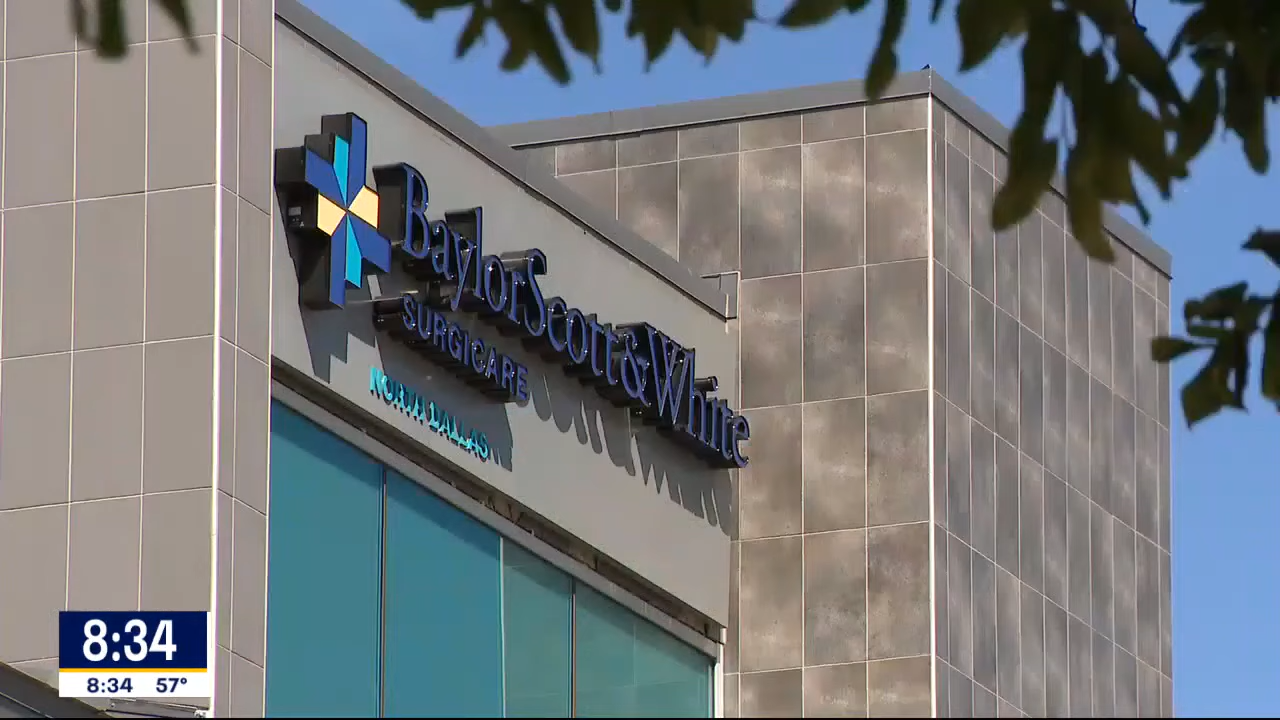 BaylorScott&White
SURGICARE
NORTH DALLAS
8:34
8:34 57°